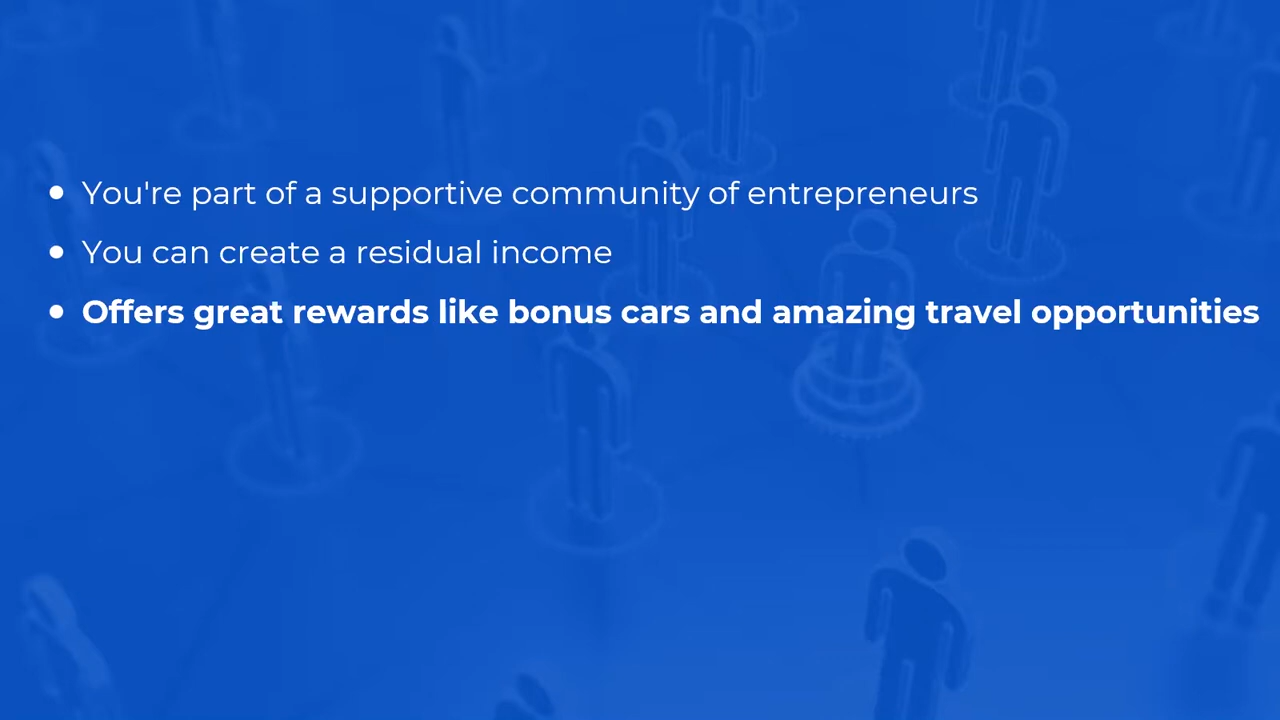 You're part of a supportive community of entrepreneurs
You can create a residual income
Offers great rewards like bonus cars and amazing travel opportunities